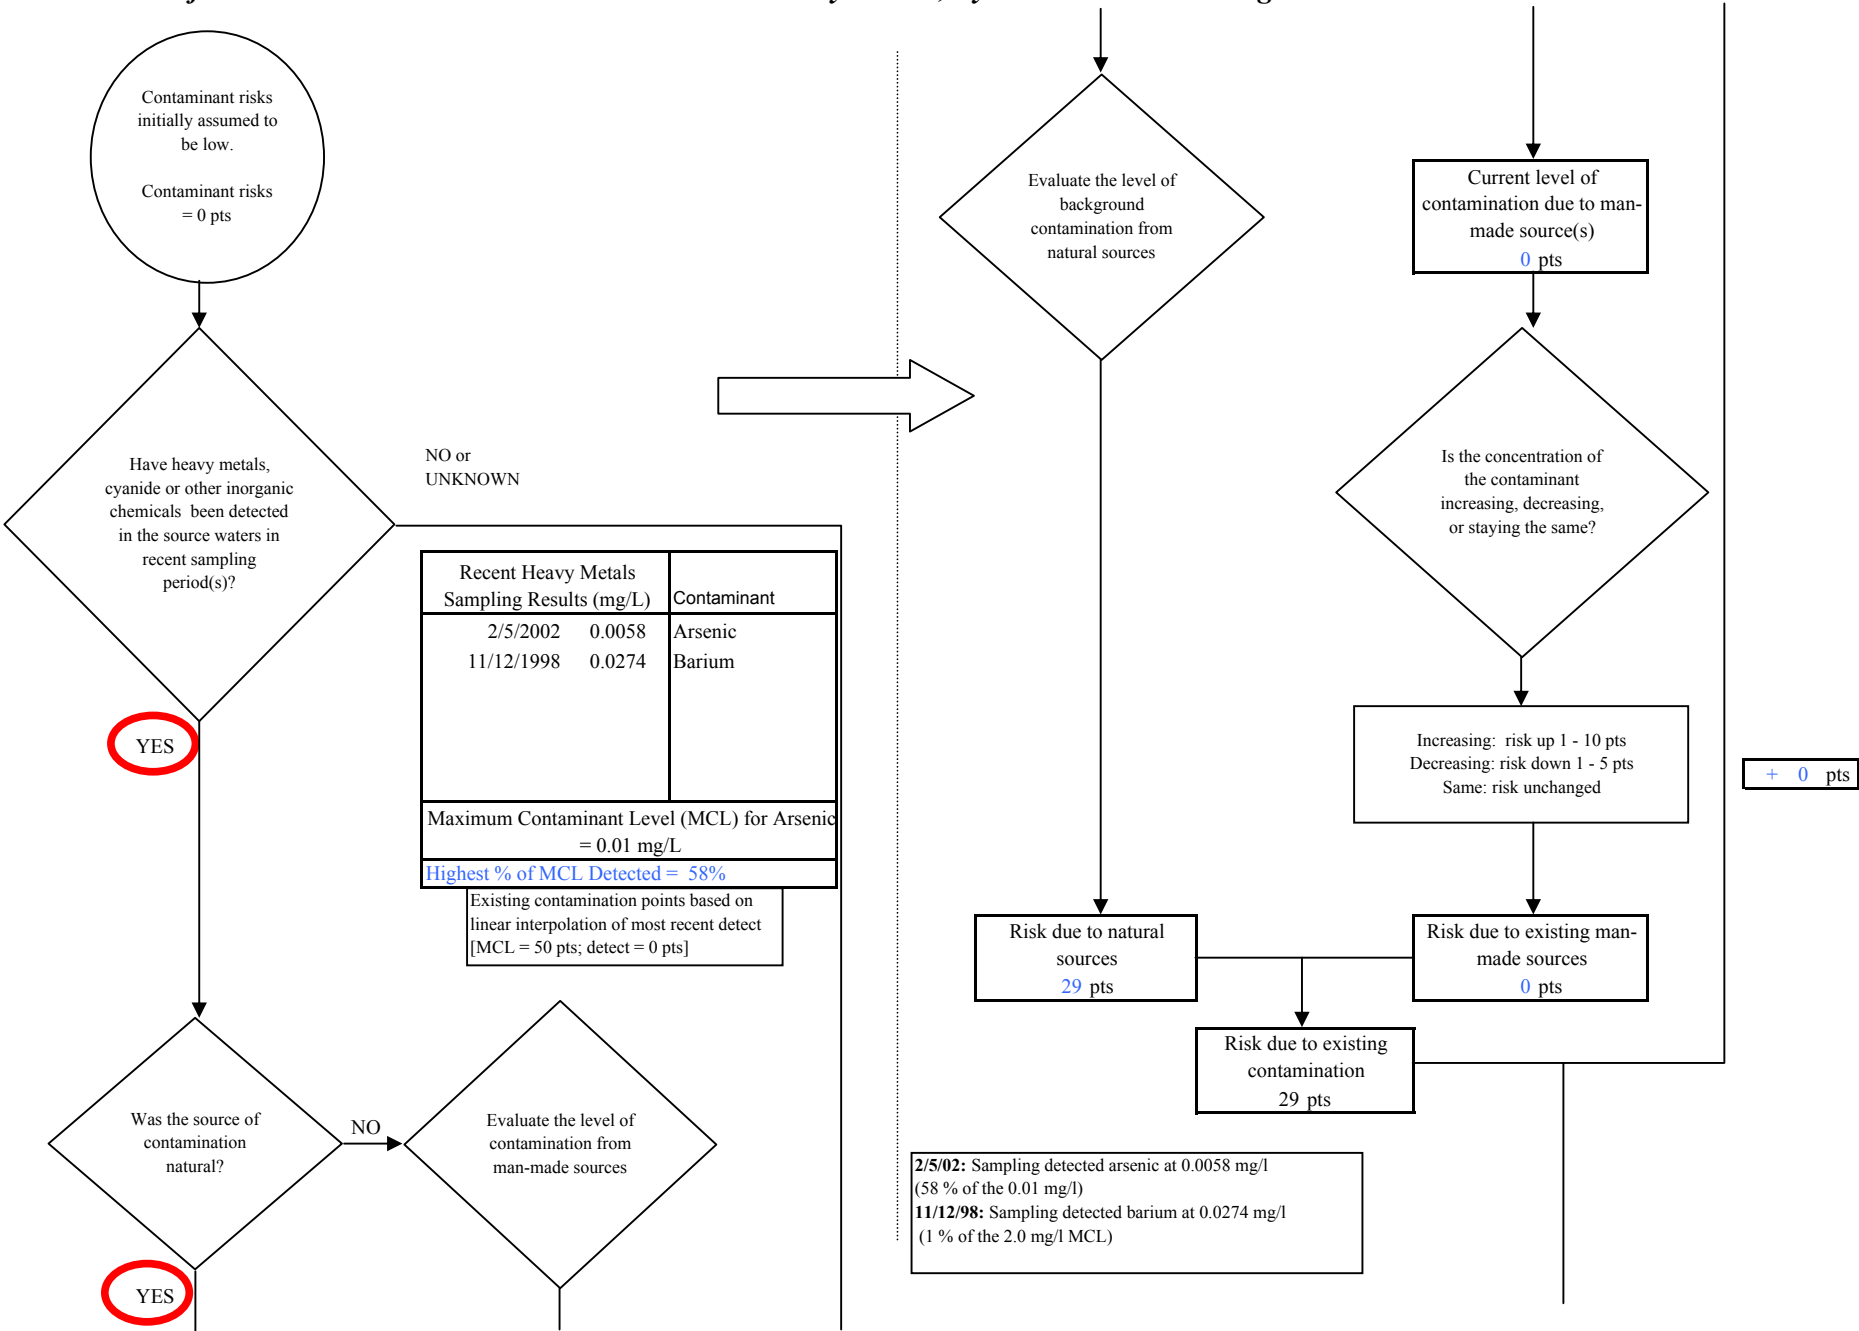 Contaminant risks
initially assumed to
be low.
Contaminant risks
= 0 pts
Have heavy metals,
cyanide or other inorganic
chemicals been detected
in the source waters in
recent sampling
period(s)?
NO or
UNKNOWN
YES
Recent Heavy Metals
Sampling Results (mg/L)
Contaminant
2/5/2002 0.0058 Arsenic
11/12/1998 0.0274 Barium
Maximum Contaminant Level (MCL) for Arsenic
= 0.01 mg/L
Highest % of MCL Detected = 58%
Existing contamination points based on
linear interpolation of most recent detect
[MCL = 50 pts; detect = 0 pts]
Was the source of
contamination
natural?
NO
YES
Evaluate the level of
contamination from
man-made sources
Evaluate the level of
background
contamination from
natural sources
Current level of
contamination due to man-
made source(s)
0 pts
Is the concentration of
the contaminant
increasing, decreasing,
or staying the same?
Increasing: risk up 1 - 10 pts
Decreasing: risk down 1 - 5 pts
Same: risk unchanged
+ 0 pts
Risk due to natural
sources
29 pts
Risk due to existing man-
made sources
0 pts
Risk due to existing
contamination
29 pts
2/5/02: Sampling detected arsenic at 0.0058 mg/l
(58 % of the 0.01 mg/l)
11/12/98: Sampling detected barium at 0.0274 mg/l
(1 % of the 2.0 mg/l MCL)